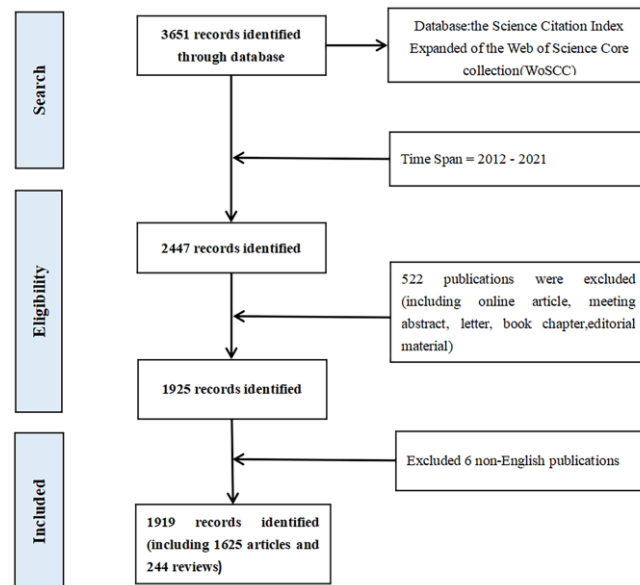 Search
3651 records identified
through database
Database:the Science Citation Index
Expanded of the Web of Science Core
collection(WoSCC)
Time Span = 2012 - 2021
Eligibility
2447 records identified
522 publications were excluded
(including online article, meeting
abstract, letter, book chapter,editorial
material)
1925 records identified
Included
Excluded 6 non-English publications
1919 records identified
(including 1625 articles and
244 reviews)